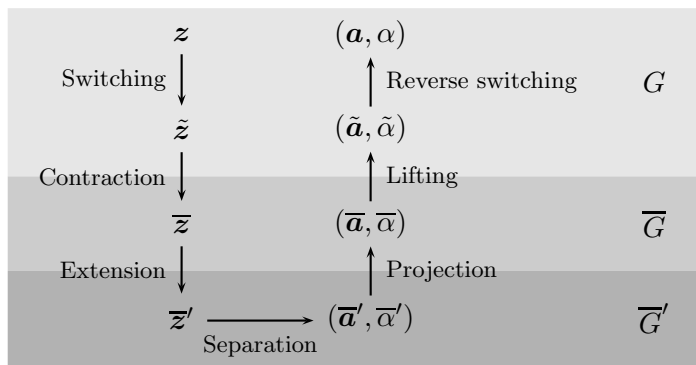 z (a, α)
Switching Reverse switching G
z̃ (ã, α̃)
Contraction Lifting
z̅ (a̅, α̅) G̅
Extension Projection
z̅′ (a̅′, α̅′) G̅′
Separation